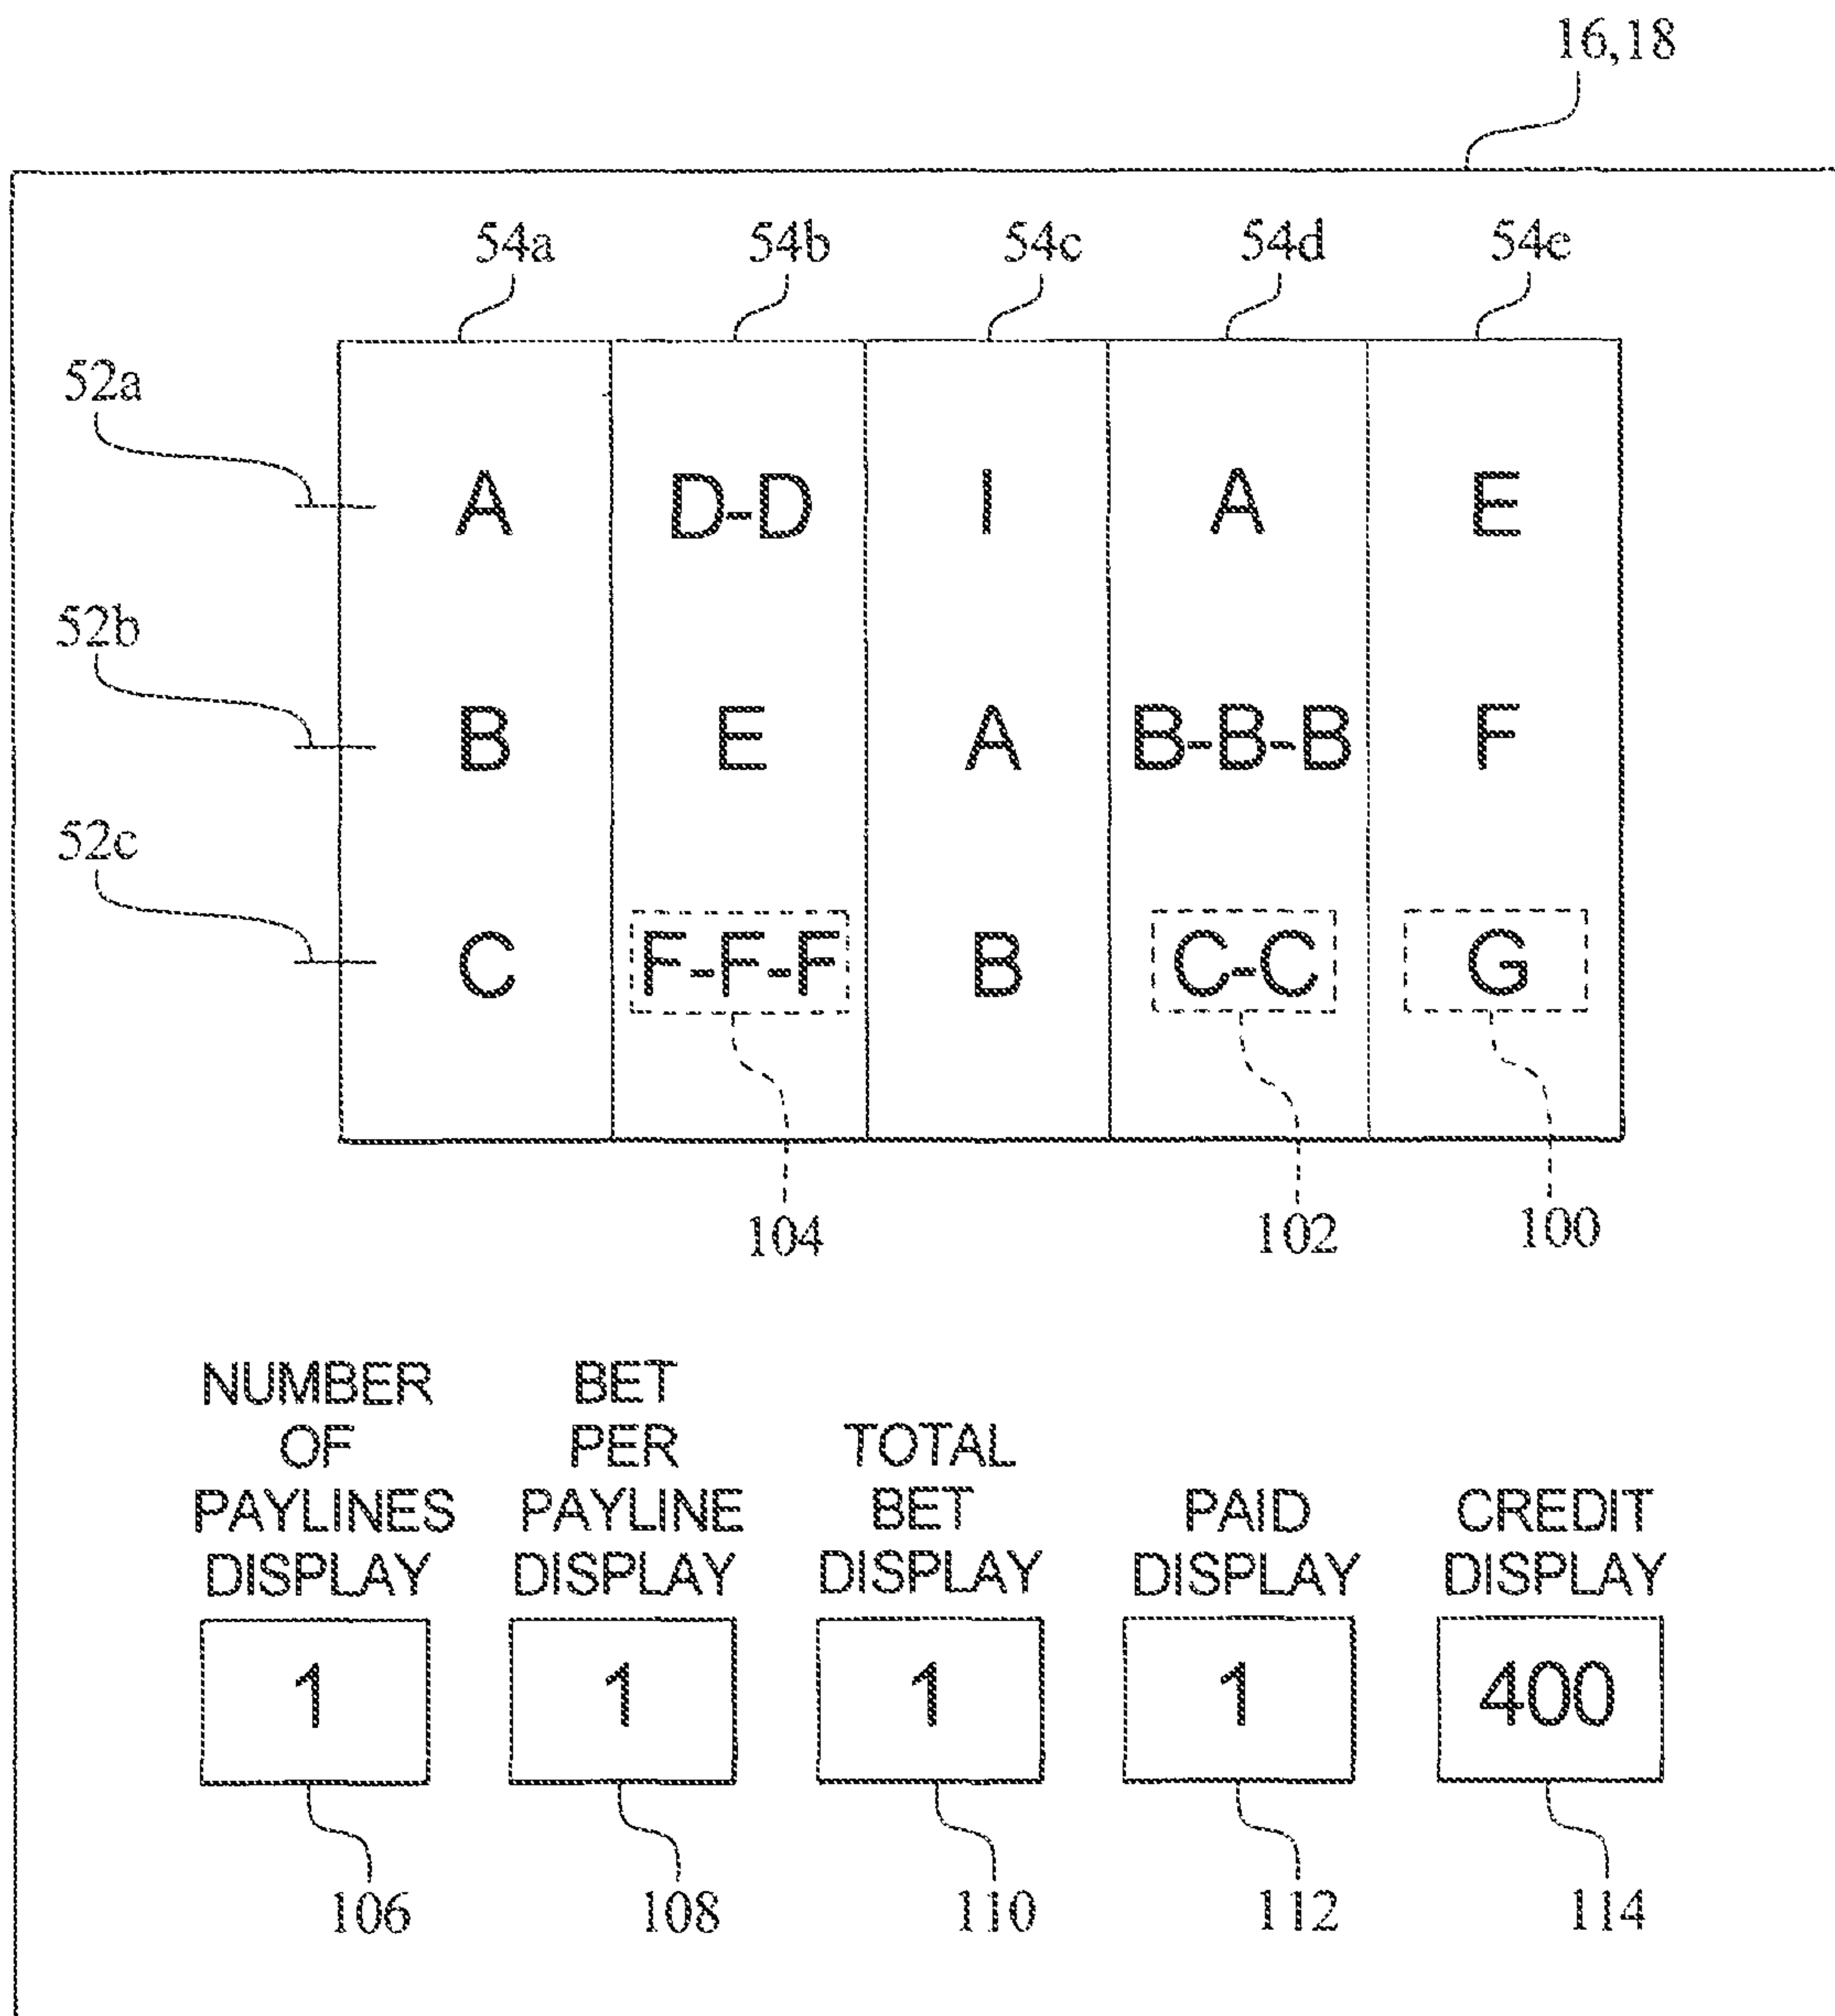 16,18
54a 54b 54c 54d 54e
52a
A D-D I A E
52b
B E A B-B-B F
52c
C F-F-F B C-C G
104 102 100
NUMBER OF PAYLINES DISPLAY
BET PER PAYLINE DISPLAY
TOTAL BET DISPLAY
PAID DISPLAY
CREDIT DISPLAY
1 1 1 1 400
106 108 110 112 114